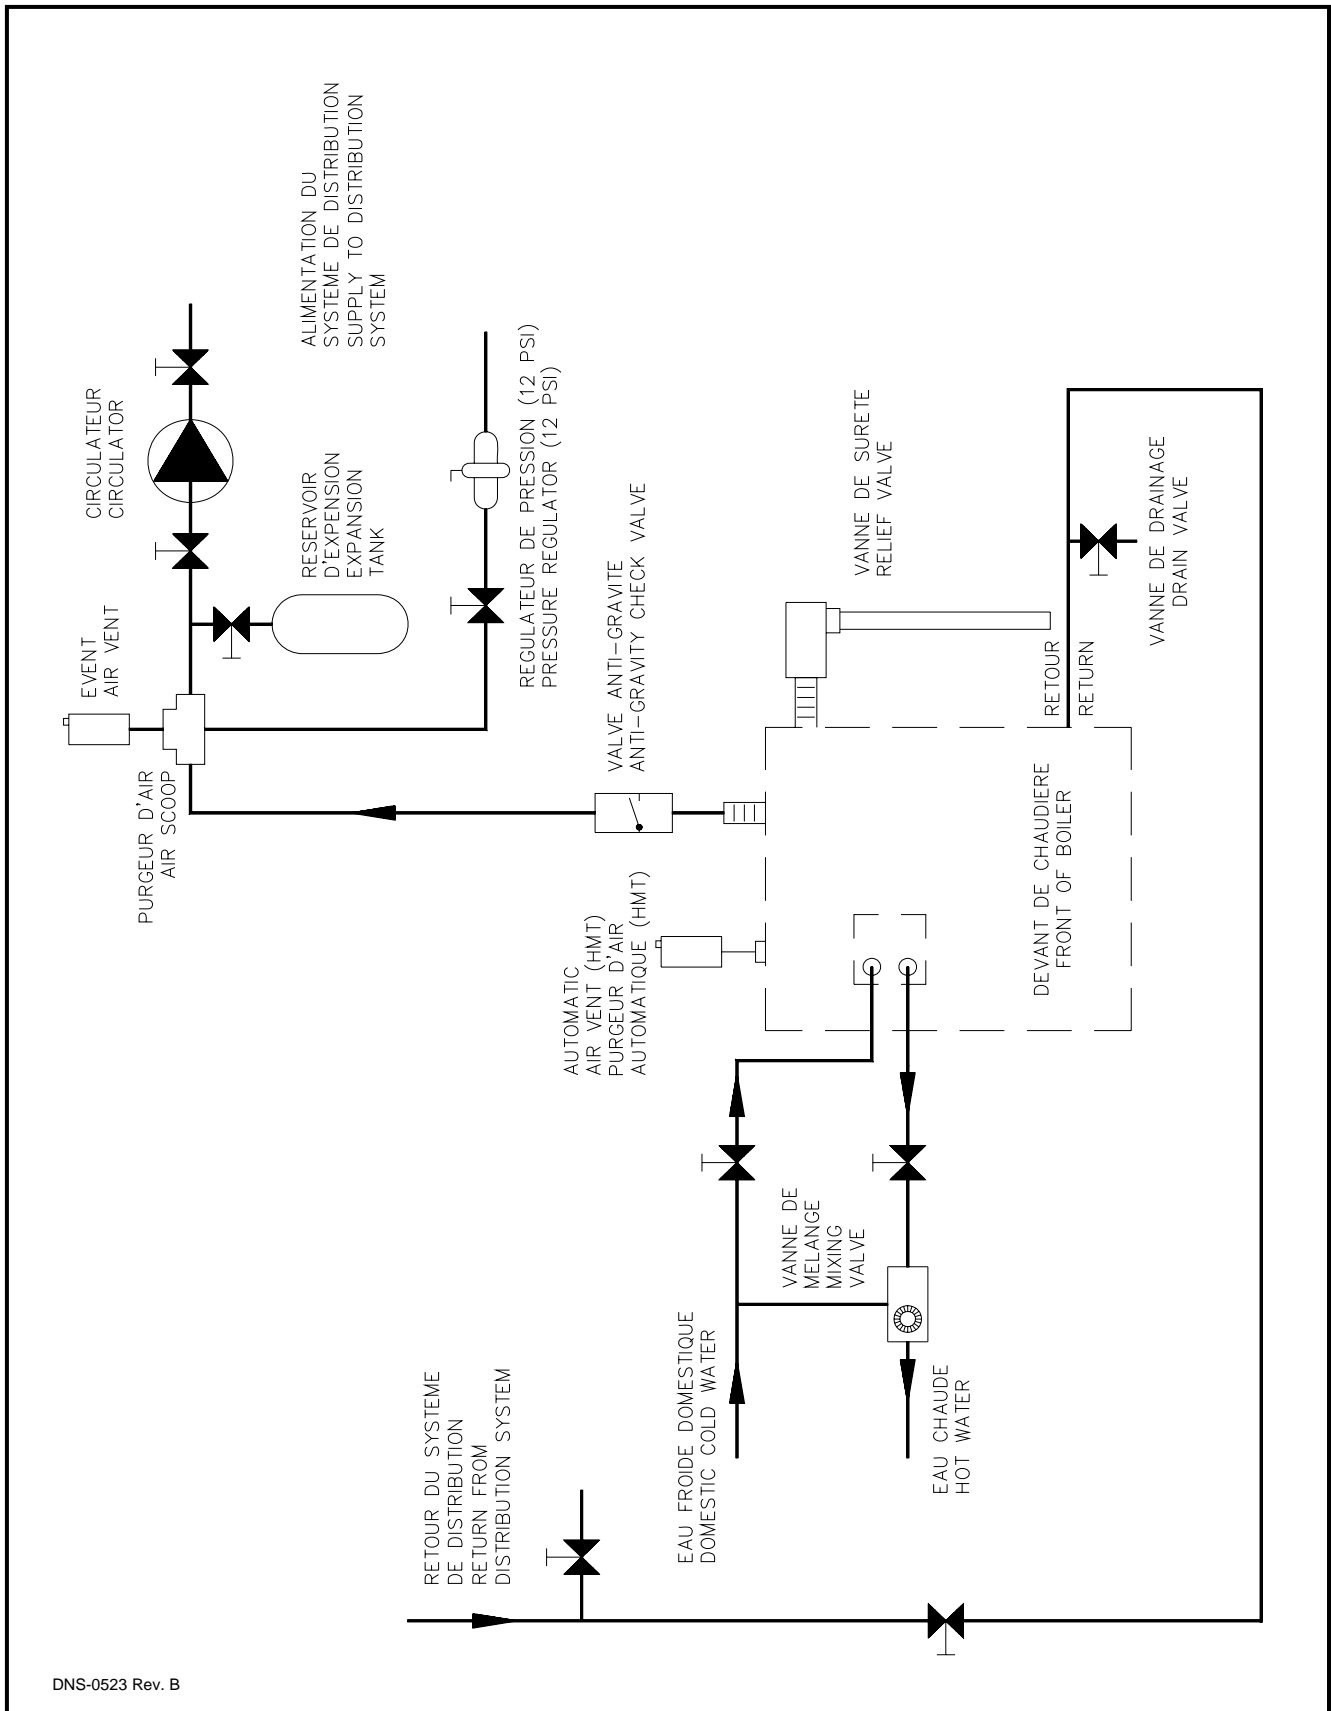 ALIMENTATION DU
SYSTEME DE DISTRIBUTION
SUPPLY TO DISTRIBUTION
SYSTEM
CIRCULATEUR
CIRCULATOR
RESERVOIR
D'EXPENSION
EXPANSION
TANK
EVENT
AIR VENT
PURGEUR D'AIR
AIR SCOOP
REGULATEUR DE PRESSION (12 PSI)
PRESSURE REGULATOR (12 PSI)
VALVE ANTI-GRAVITE
ANTI-GRAVITY CHECK VALVE
VANNE DE SURETE
RELIEF VALVE
VANNE DE DRAINAGE
DRAIN VALVE
RETOUR
RETURN
DEVANT DE CHAUDIERE
FRONT OF BOILER
AUTOMATIC
AIR VENT (HMT)
PURGEUR D'AIR
AUTOMATIQUE (HMT)
VANNE DE
MELANGE
MIXING
VALVE
EAU FROIDE DOMESTIQUE
DOMESTIC COLD WATER
EAU CHAUDE
HOT WATER
RETOUR DU SYSTEME
DE DISTRIBUTION
RETURN FROM
DISTRIBUTION SYSTEM
DNS-0523 Rev. B